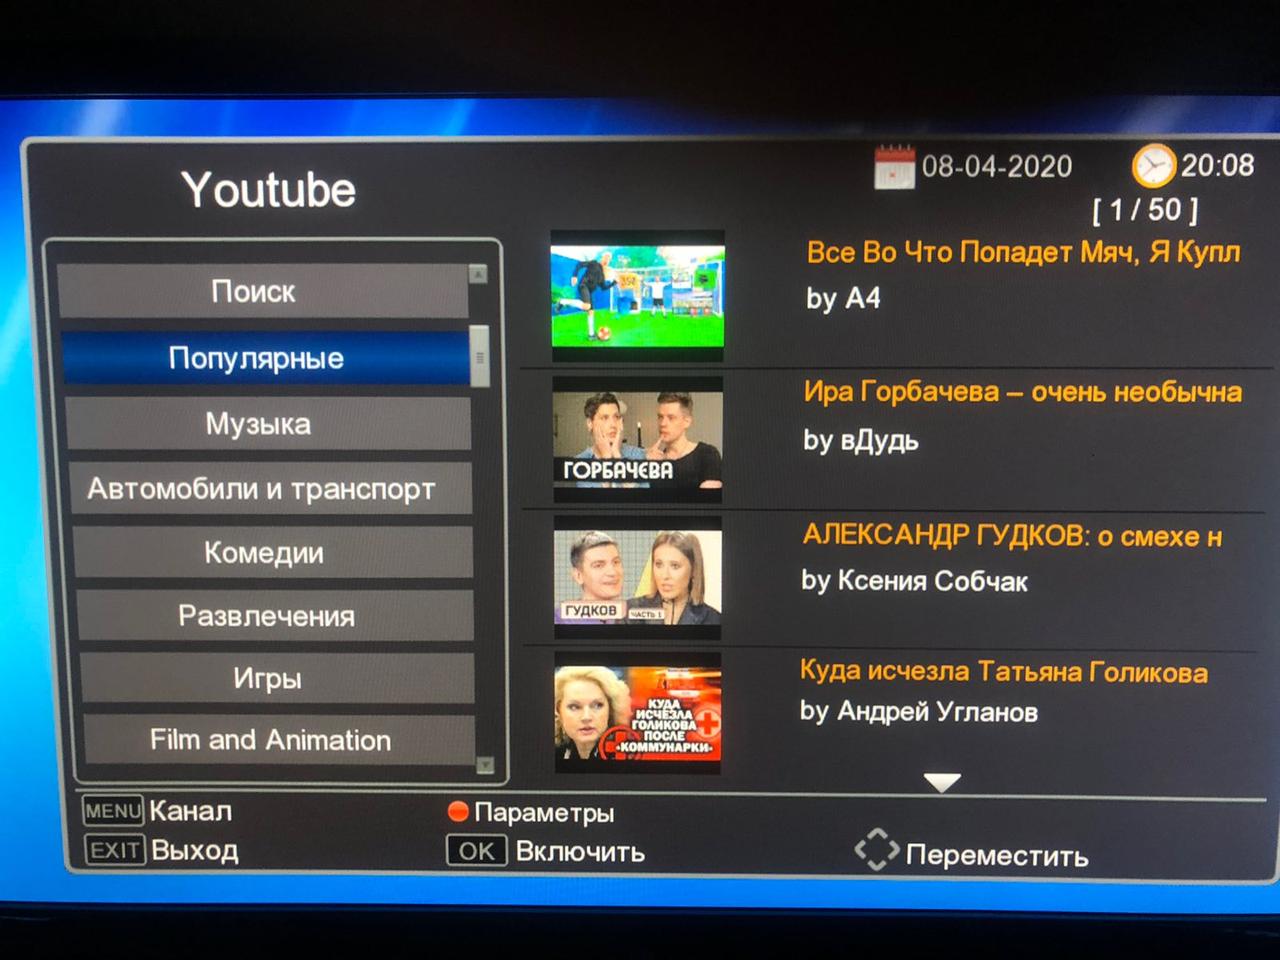 Youtube
08-04-2020
20:08
[ 1 / 50 ]
Поиск
Популярные
Музыка
Автомобили и транспорт
Комедии
Развлечения
Игры
Film and Animation
Все Во Что Попадет Мяч, Я Купл
by A4
ГОРБАЧЕВА
Ира Горбачева – очень необычна
by вДудь
ГУДКОВ
ЧАСТЬ 1
АЛЕКСАНДР ГУДКОВ: о смехе н
by Ксения Собчак
КУДА
ИСЧЕЗЛА
ГОЛИКОВА
ПОСЛЕ
«КОММУНАРКИ»
Куда исчезла Татьяна Голикова
by Андрей Угланов
MENU Канал
Параметры
EXIT Выход
OK Включить
Переместить